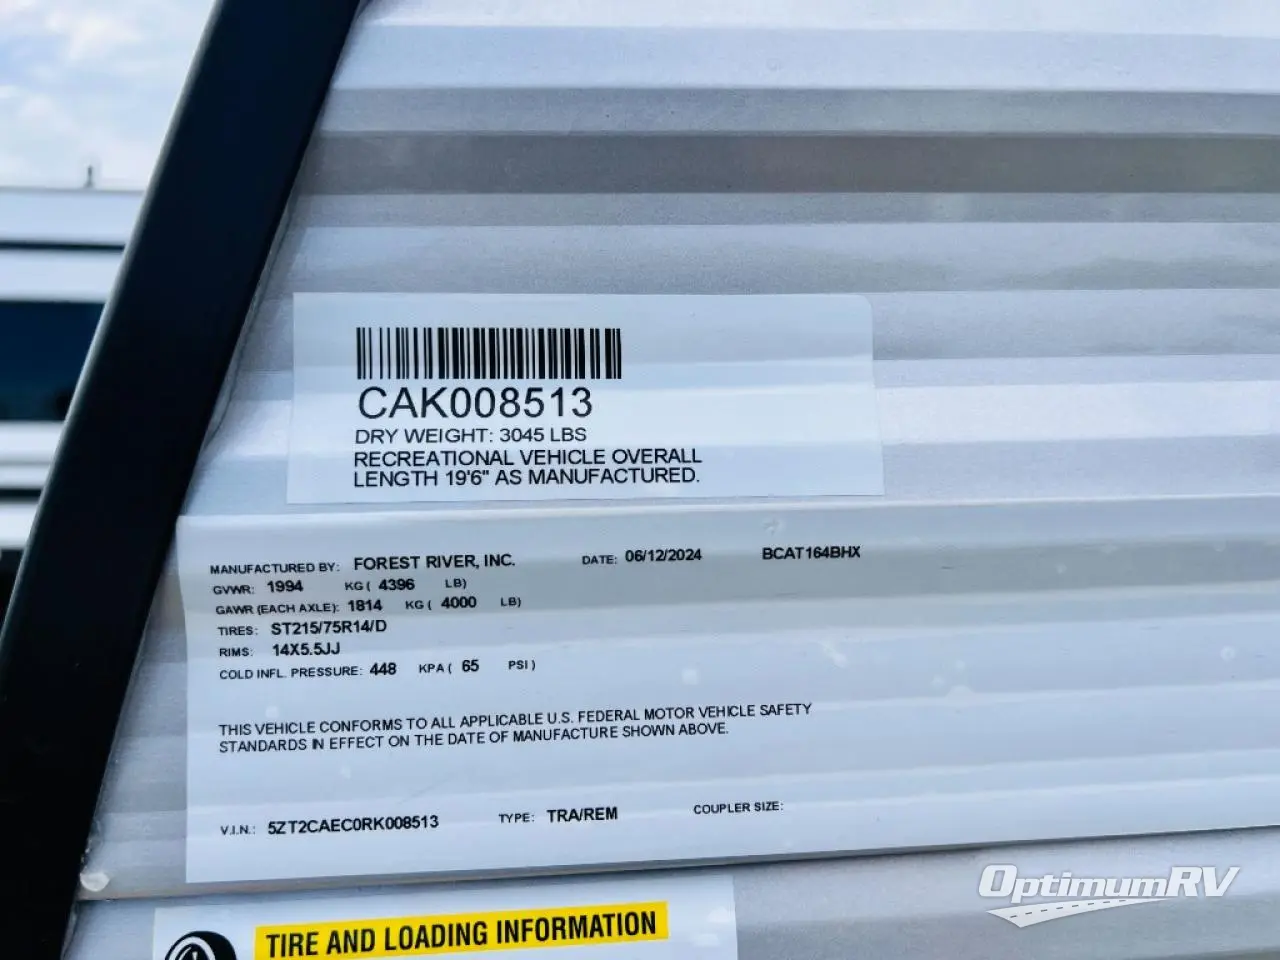 CAK008513
DRY WEIGHT: 3045 LBS
RECREATIONAL VEHICLE OVERALL
LENGTH 19'6" AS MANUFACTURED.
MANUFACTURED BY: FOREST RIVER, INC. DATE: 06/12/2024 BCAT164BHX
GVWR: 1994 KG ( 4396 LB)
GAWR (EACH AXLE): 1814 KG ( 4000 LB)
TIRES: ST215/75R14/D
RIMS: 14X5.5JJ
COLD INFL. PRESSURE: 448 KPA ( 65 PSI )
THIS VEHICLE CONFORMS TO ALL APPLICABLE U.S. FEDERAL MOTOR VEHICLE SAFETY
STANDARDS IN EFFECT ON THE DATE OF MANUFACTURE SHOWN ABOVE.
V.I.N.: 5ZT2CAEC0RK008513 TYPE: TRA/REM COUPLER SIZE:
TIRE AND LOADING INFORMATION
OptimumRV